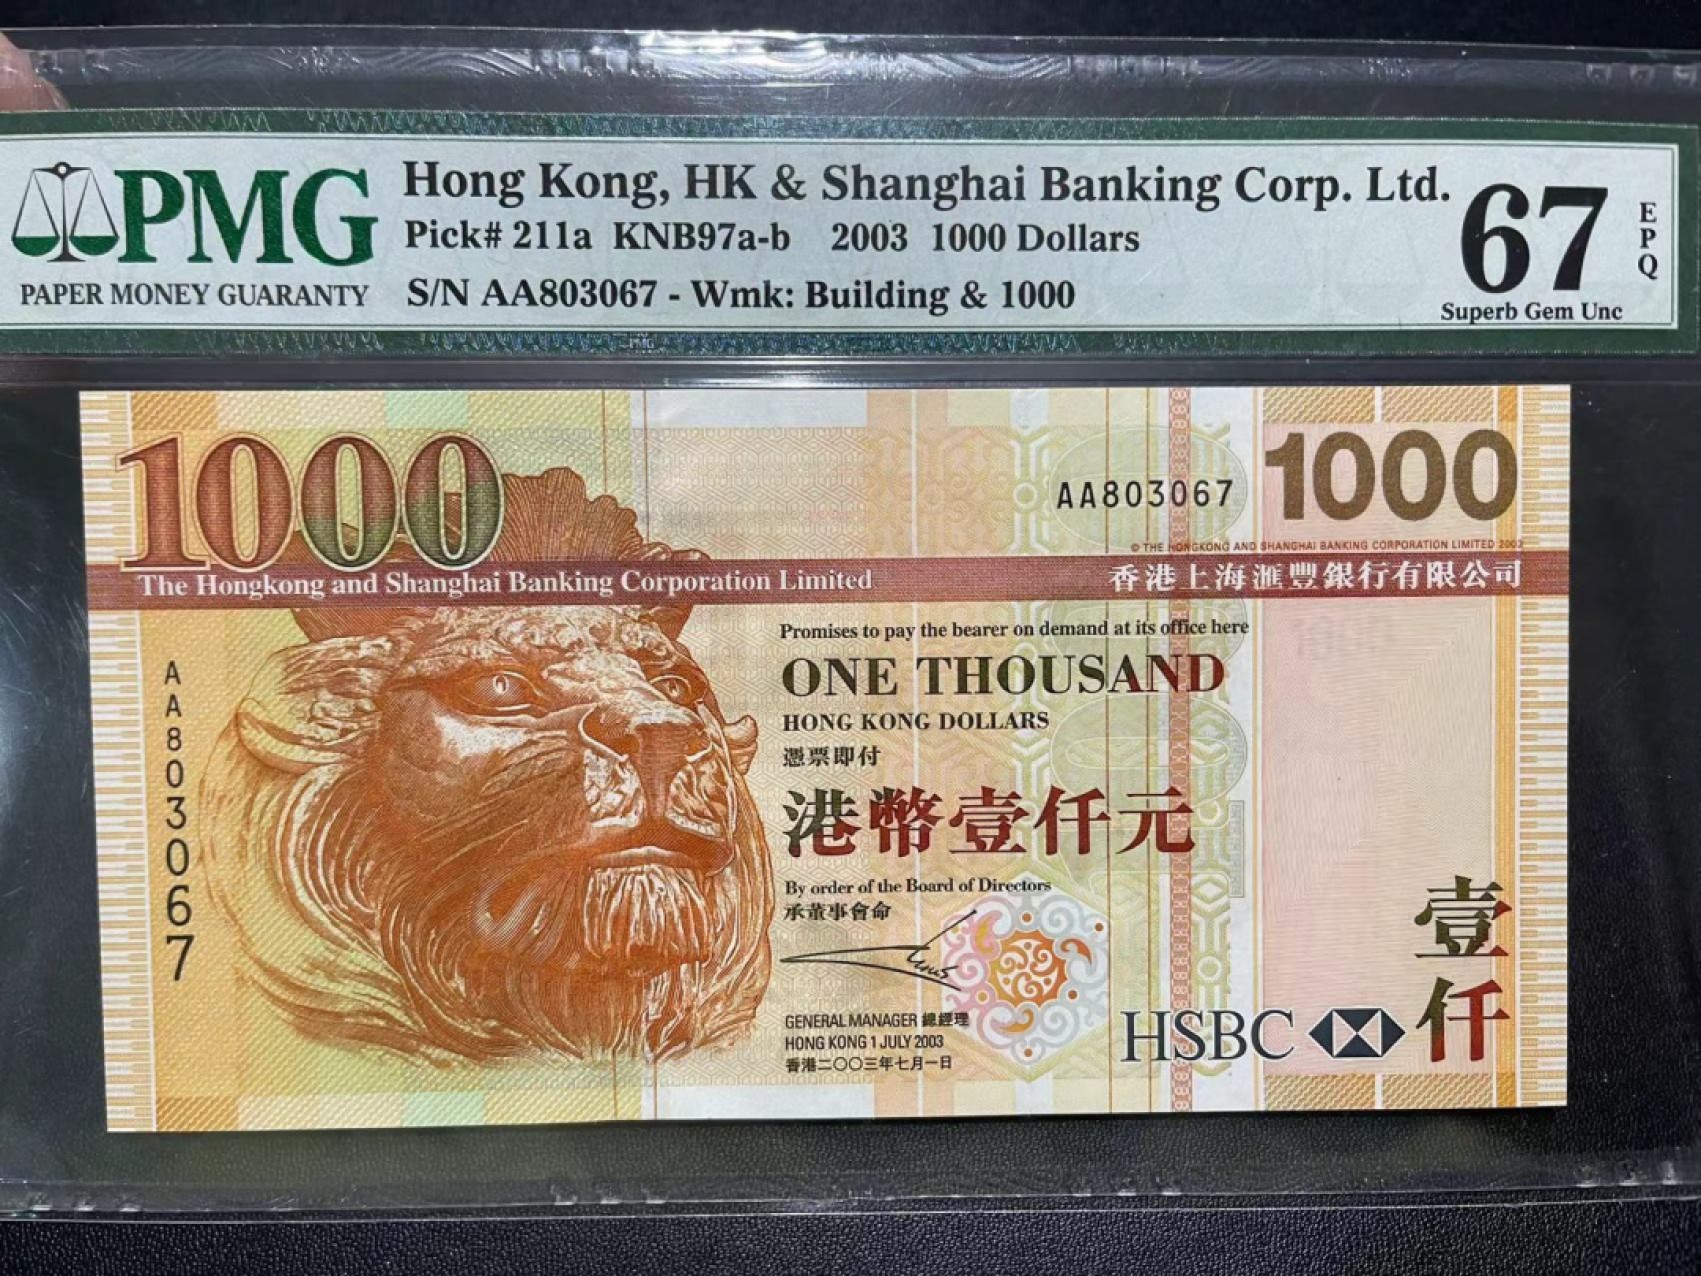 PMG
PAPER MONEY GUARANTY
Hong Kong, HK & Shanghai Banking Corp. Ltd.
Pick# 211a KNB97a-b 2003 1000 Dollars
S/N AA803067 - Wmk: Building & 1000
67
EPQ
Superb Gem Unc
1000
AA803067
1000
© THE HONGKONG AND SHANGHAI BANKING CORPORATION LIMITED 2003
The Hongkong and Shanghai Banking Corporation Limited
香港上海滙豐銀行有限公司
Promises to pay the bearer on demand at its office here
ONE THOUSAND
HONG KONG DOLLARS
憑票即付
港幣壹仟元
By order of the Board of Directors
承董事會命
GENERAL MANAGER 總經理
HONG KONG 1 JULY 2003
香港二〇〇三年七月一日
AA803067
HSBC
壹仟